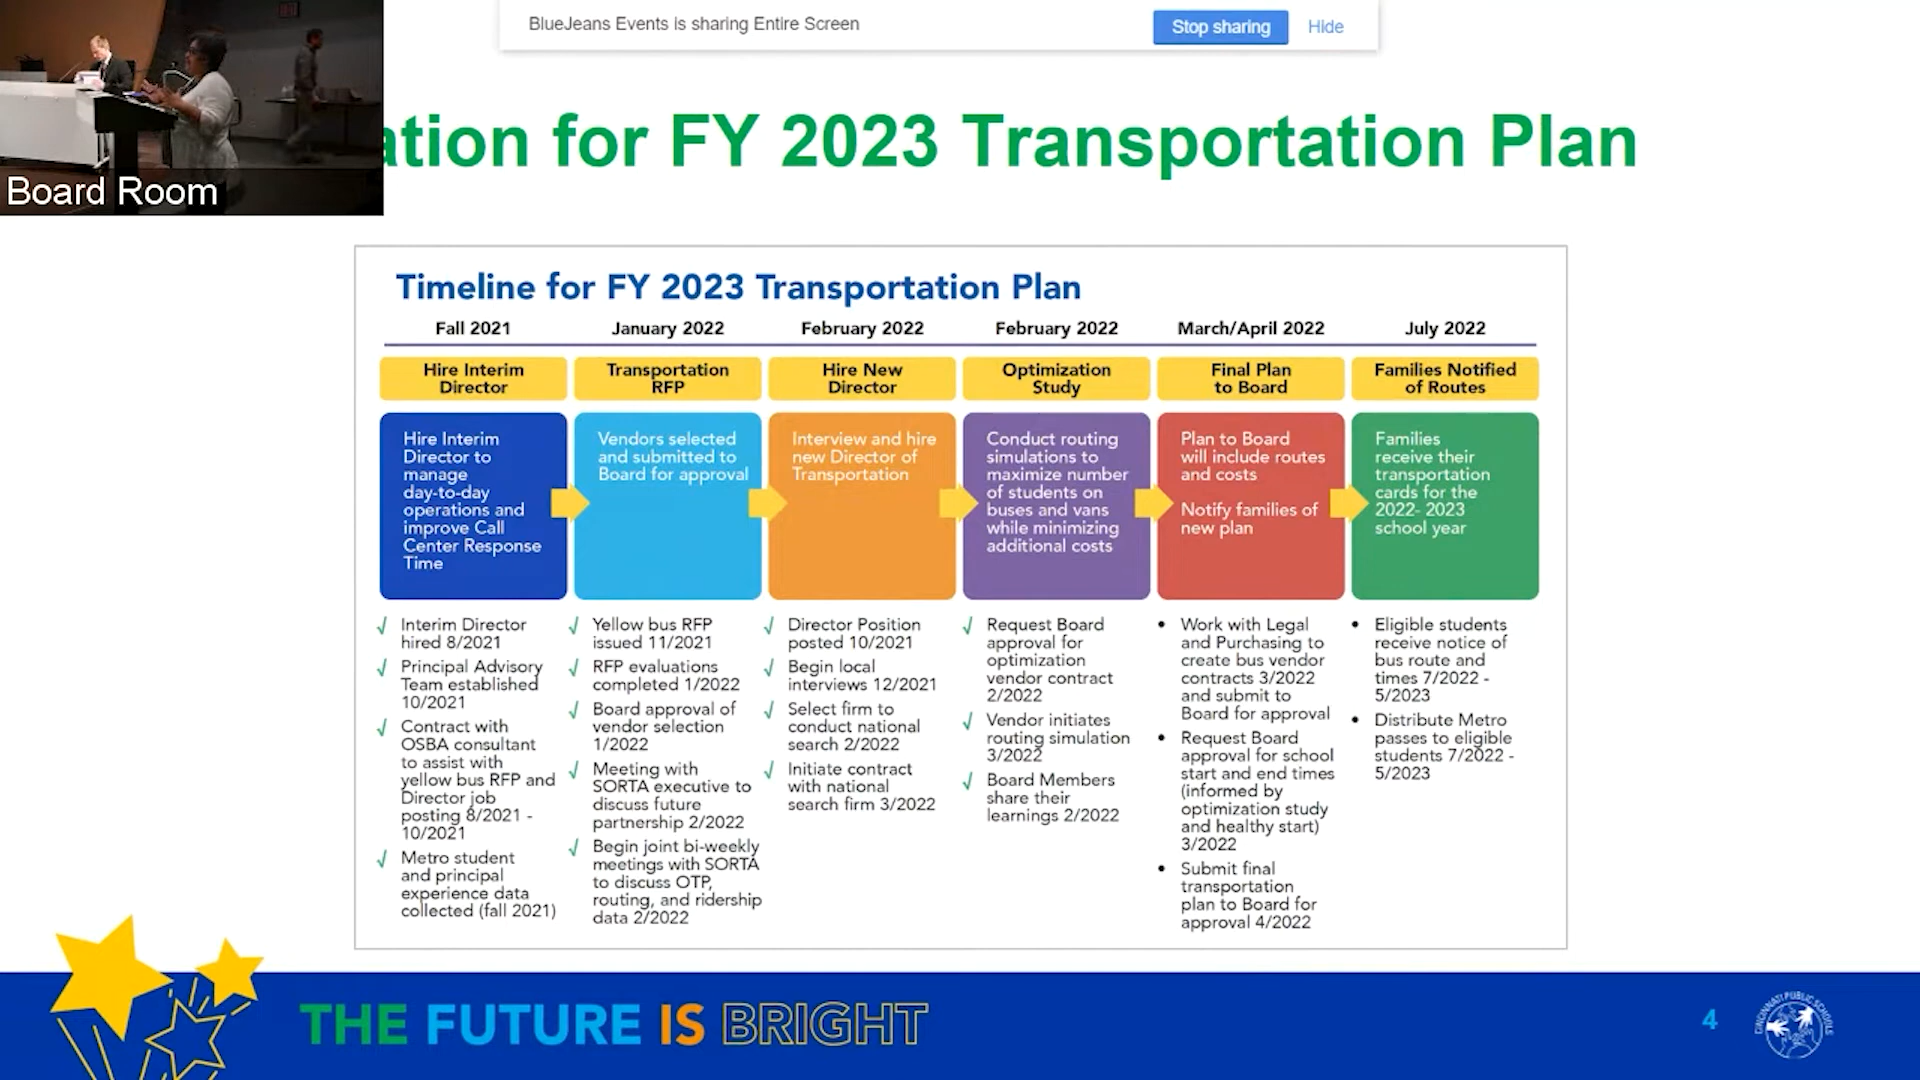 BlueJeans Events is sharing Entire Screen
Stop sharing
Hide
Board Room
ation for FY 2023 Transportation Plan
Timeline for FY 2023 Transportation Plan
Fall 2021
January 2022
February 2022
February 2022
March/April 2022
July 2022
Hire Interim
Director
Transportation
RFP
Hire New
Director
Optimization
Study
Final Plan
to Board
Families Notified
of Routes
Hire Interim
Director to
manage
day-to-day
operations and
improve Call
Center Response
Time
Vendors selected
and submitted to
Board for approval
Interview and hire
new Director of
Transportation
Conduct routing
simulations to
maximize number
of students on
buses and vans
while minimizing
additional costs
Plan to Board
will include routes
and costs
Notify families of
new plan
Families
receive their
transportation
cards for the
2022- 2023
school year
√ Interim Director
hired 8/2021
√ Principal Advisory
Team established
10/2021
√ Contract with
OSBA consultant
to assist with
yellow bus RFP and
Director job
posting 8/2021 -
10/2021
√ Metro student
and principal
experience data
collected (fall 2021)
√ Yellow bus RFP
issued 11/2021
√ RFP evaluations
completed 1/2022
√ Board approval of
vendor selection
1/2022
√ Meeting with
SORTA executive to
discuss future
partnership 2/2022
√ Begin joint bi-weekly
meetings with SORTA
to discuss OTP,
routing, and ridership
data 2/2022
√ Director Position
posted 10/2021
√ Begin local
interviews 12/2021
√ Select firm to
conduct national
search 2/2022
√ Initiate contract
with national
search firm 3/2022
√ Request Board
approval for
optimization
vendor contract
2/2022
√ Vendor initiates
routing simulation
3/2022
√ Board Members
share their
learnings 2/2022
• Work with Legal
and Purchasing to
create bus vendor
contracts 3/2022
and submit to
Board for approval
• Request Board
approval for school
start and end times
(informed by
optimization study
and healthy start)
3/2022
• Submit final
transportation
plan to Board for
approval 4/2022
• Eligible students
receive notice of
bus route and
times 7/2022 -
5/2023
• Distribute Metro
passes to eligible
students 7/2022 -
5/2023
THE FUTURE IS BRIGHT
4
CINCINNATI PUBLIC SCHOOLS